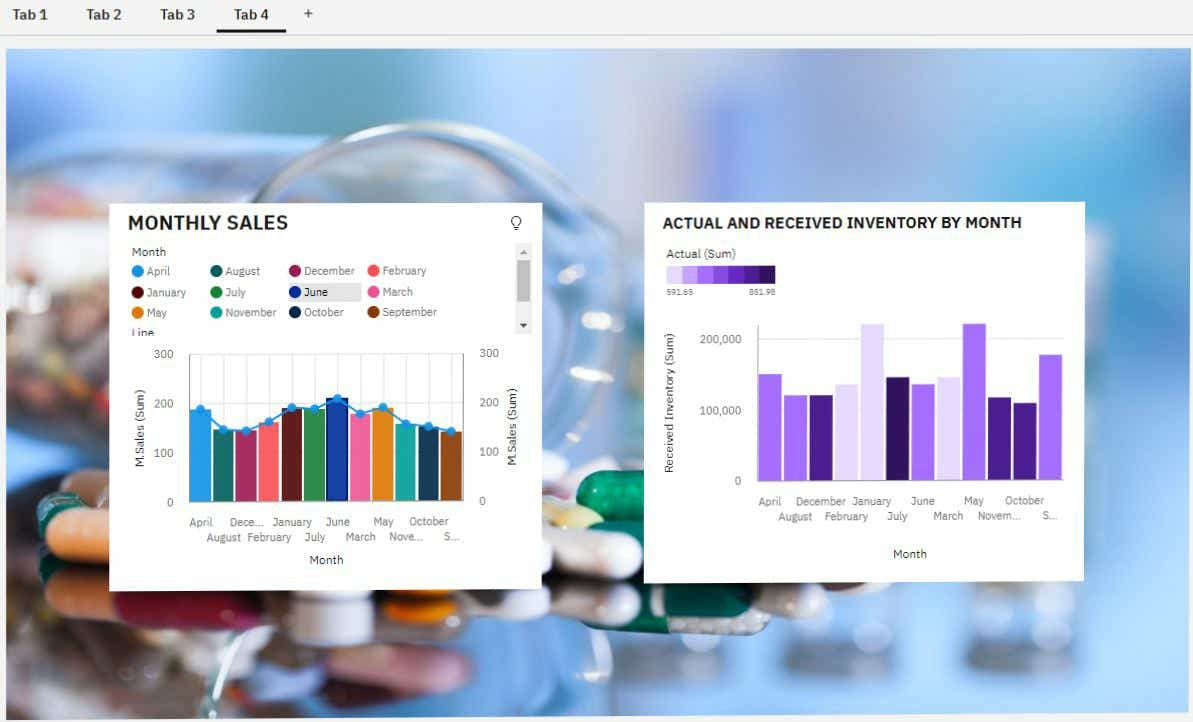 Tab 1 Tab 2 Tab 3 Tab 4 +
MONTHLY SALES
Month
April August December February
January July June March
May November October September
Line
300 300
200 200
100 100
0 0
M.Sales (Sum)
M.Sales (Sum)
April Dece... January June May October
August February July March Nove... S...
Month
ACTUAL AND RECEIVED INVENTORY BY MONTH
Actual (Sum)
591.65 851.98
Received Inventory (Sum)
200,000
100,000
0
April December January June May October
August February July March Novem... S...
Month